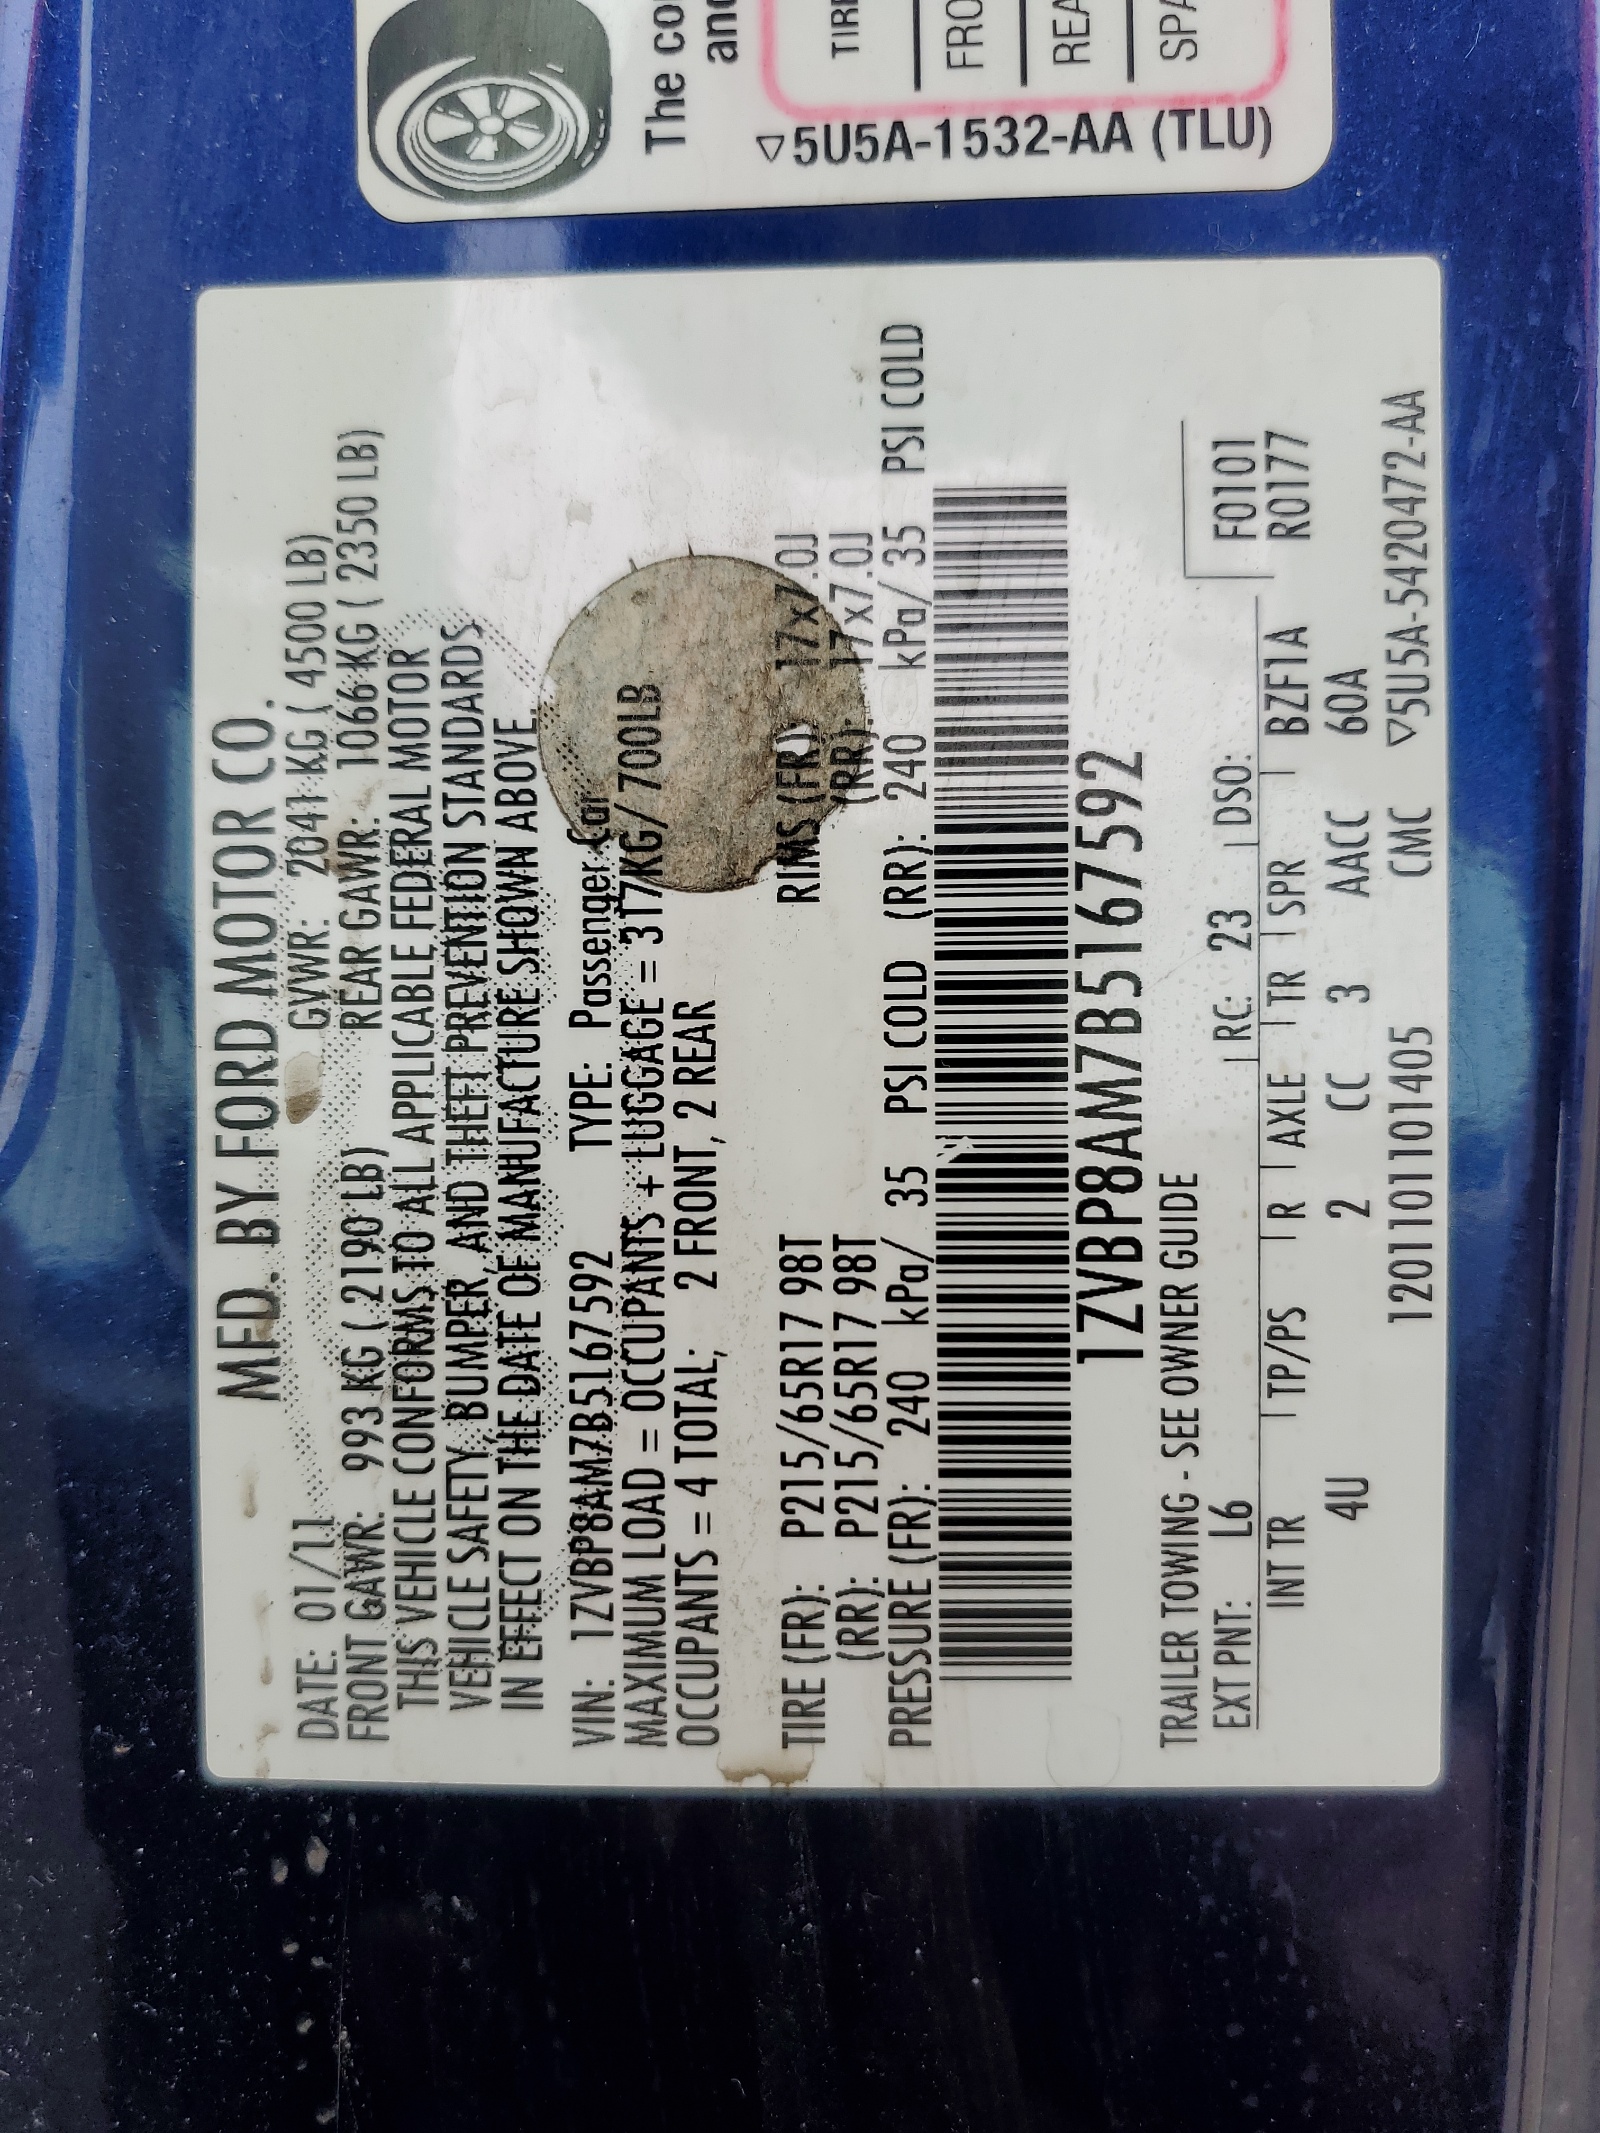 MFD. BY FORD MOTOR CO.
DATE: 01/11 GVWR: 2041 KG ( 4500 LB)
FRONT GAWR: 993 KG ( 2190 LB) REAR GAWR: 1066 KG ( 2350 LB)
THIS VEHICLE CONFORMS TO ALL APPLICABLE FEDERAL MOTOR
VEHICLE SAFETY, BUMPER, AND THEFT PREVENTION STANDARDS
IN EFFECT ON THE DATE OF MANUFACTURE SHOWN ABOVE.
VIN: 1ZVBP8AM7B5167592 TYPE: Passenger Car
MAXIMUM LOAD = OCCUPANTS + LUGGAGE = 317KG/ 700LB
OCCUPANTS = 4 TOTAL; 2 FRONT, 2 REAR
TIRE (FR): P215/65R17 98T RIMS (FR): 17x7.0J
(RR): P215/65R17 98T (RR): 17x7.0J
PRESSURE (FR): 240 kPa/ 35 PSI COLD (RR): 240 kPa/ 35 PSI COLD
1ZVBP8AM7B5167592
TRAILER TOWING - SEE OWNER GUIDE
EXT PNT: L6 RC: 23 DSO: F0101
INT TR TP/PS R AXLE TR SPR BZF1A R0177
4U 2 CC 3 AACC 60A
1201101101405 CMC ▽5U5A-5420472-AA
The co
and
TIRE
FRO
REA
SPA
▽5U5A-1532-AA (TLU)